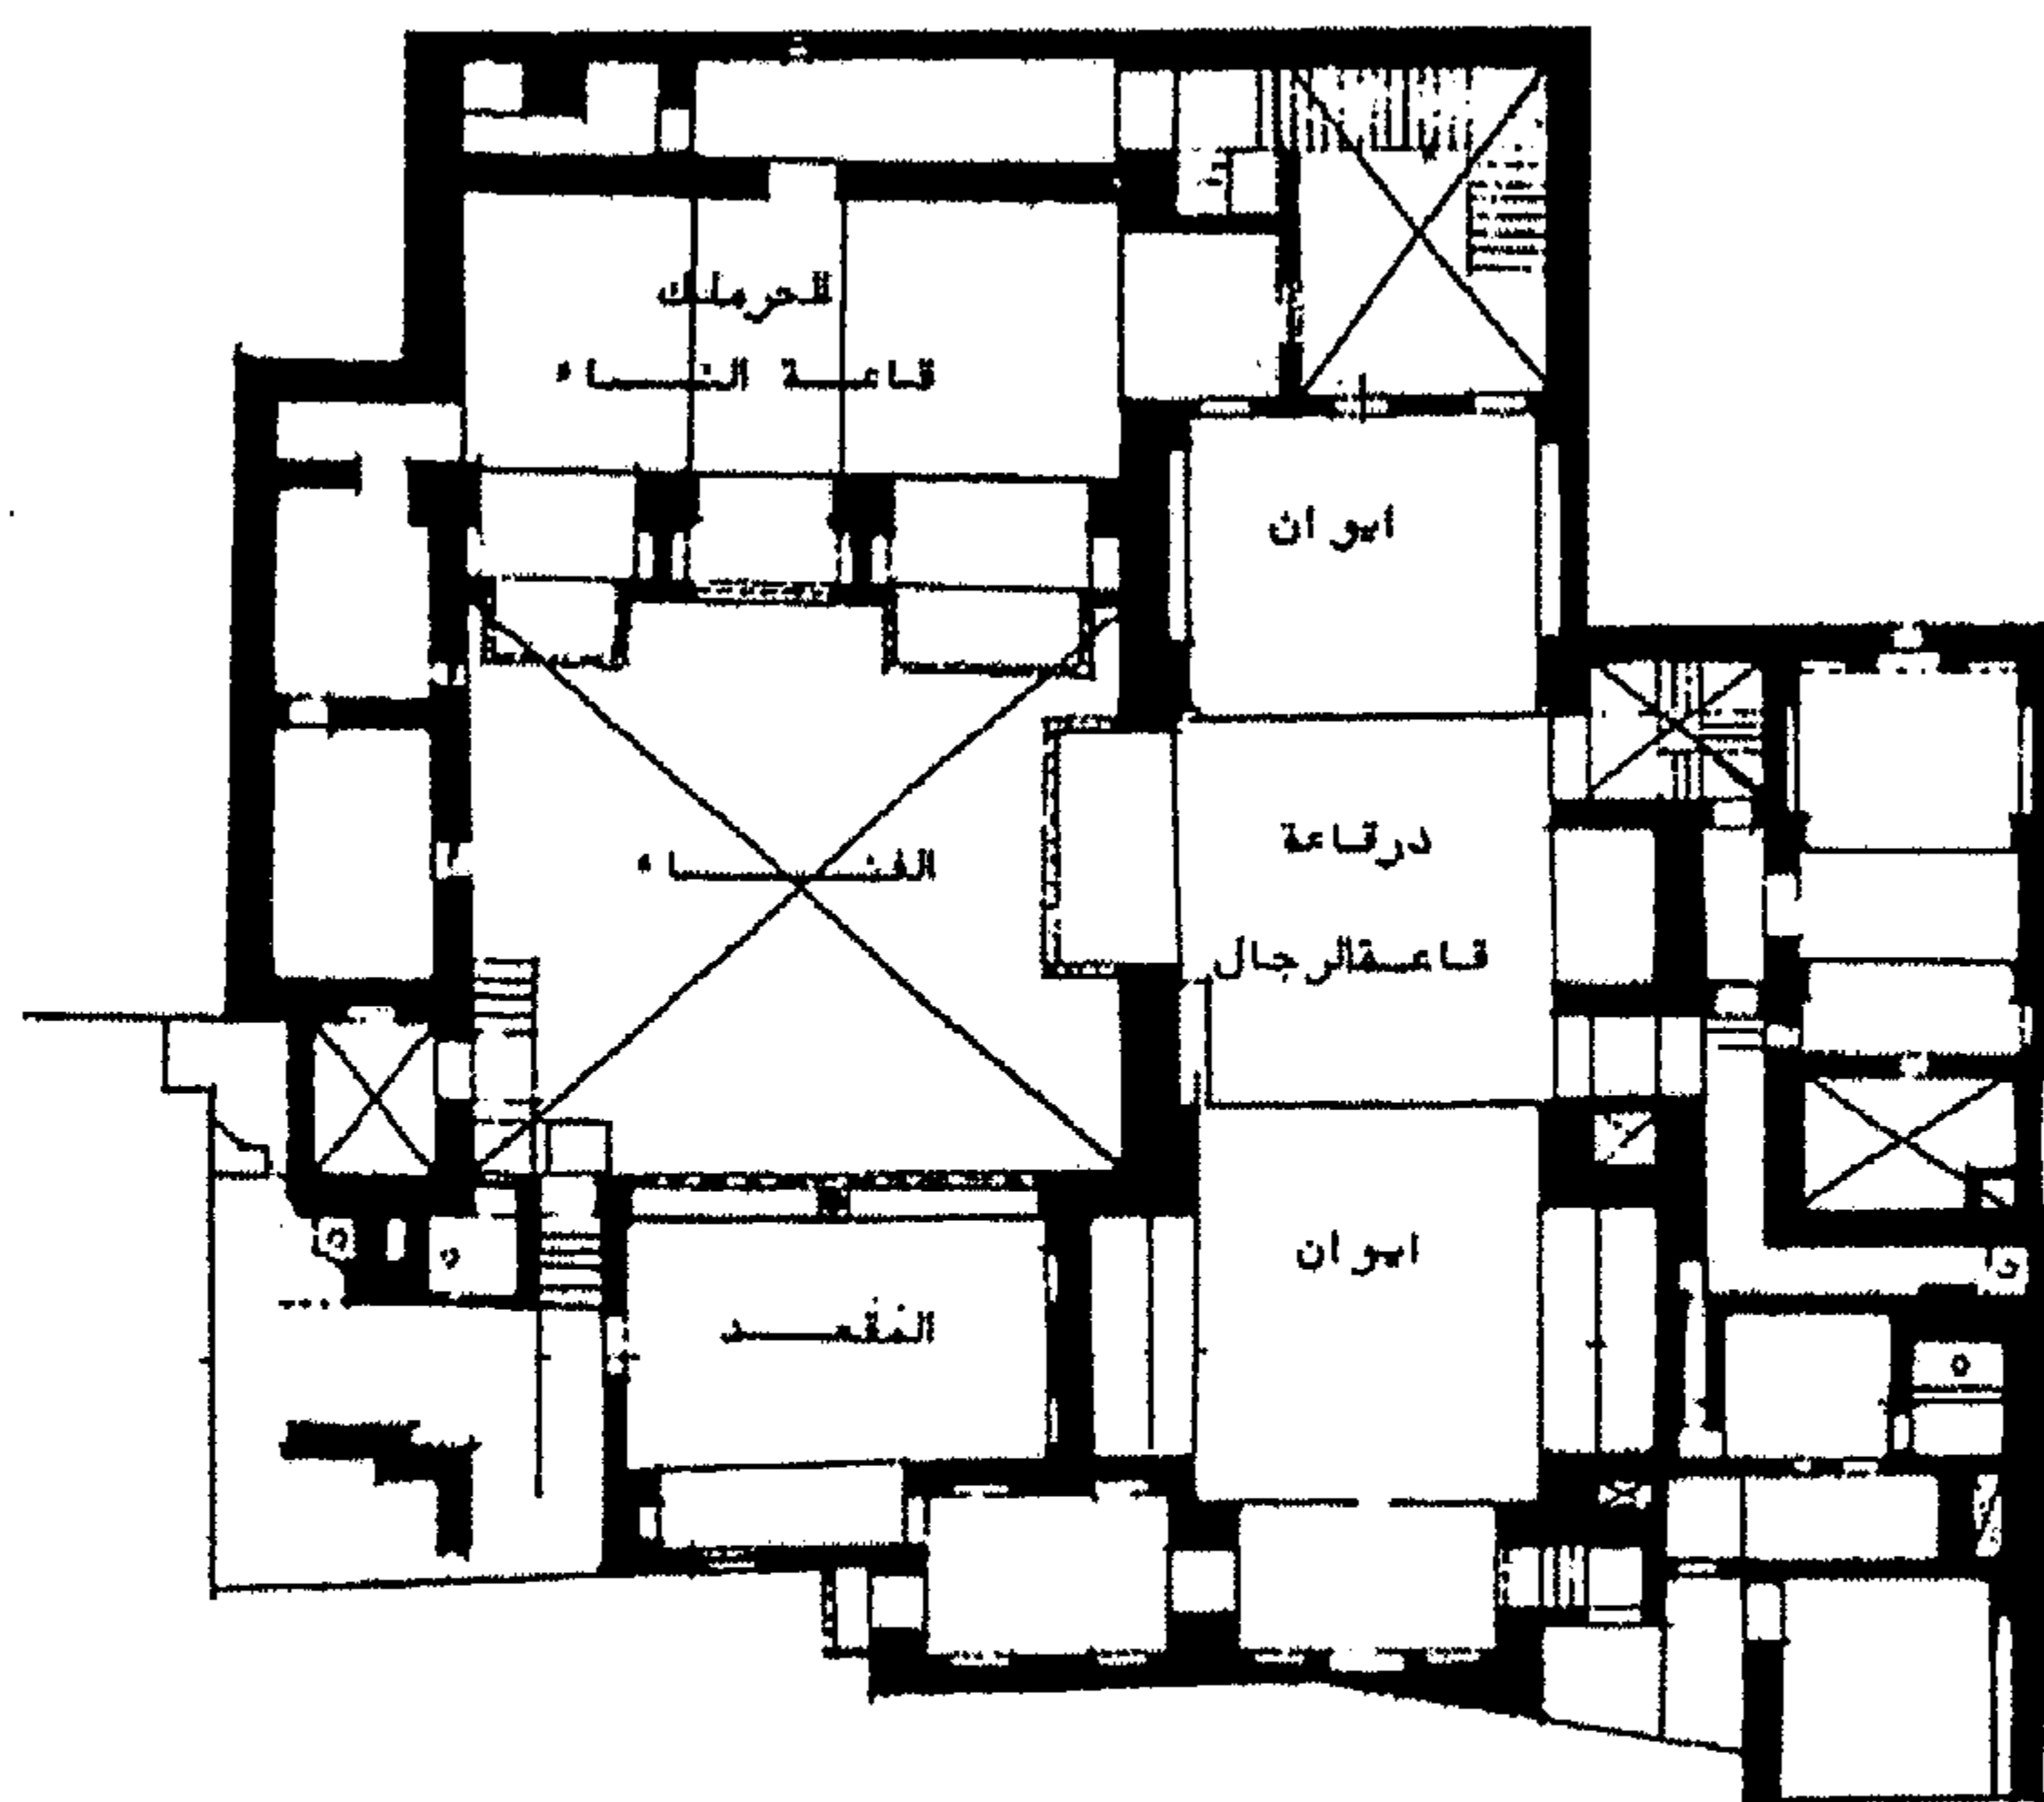 الحرملك
قاعة النساء
ايوان
درقاعة
قاعة الرجال
الفناء
ايوان
المقعد